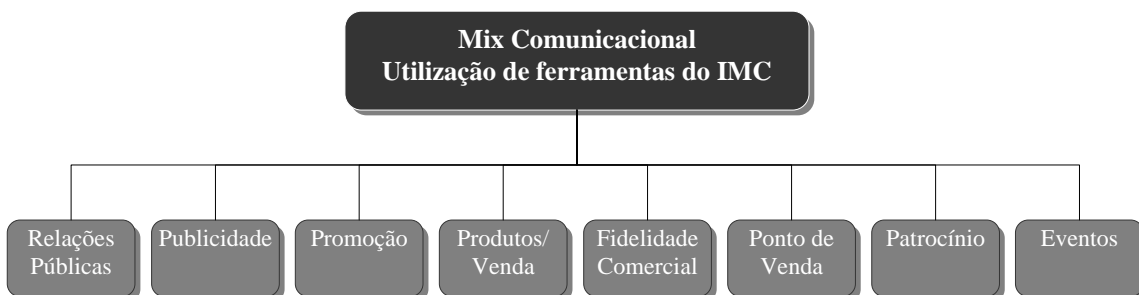 Mix Comunicacional
Utilização de ferramentas do IMC
Relações
Públicas
Publicidade
Promoção
Produtos/
Venda
Fidelidade
Comercial
Ponto de
Venda
Patrocínio
Eventos